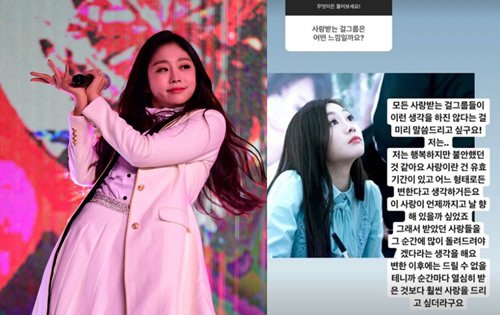 무엇이든 물어보세요!
사랑받는 걸그룹은
어떤 느낌일까요?
모든 사랑받는 걸그룹들이
이런 생각을 하진 않다는 걸
미리 말씀드리고 싶구요!
저는..
저는 행복하지만 불안했던
것 같아요 사랑이란 건 유효
기간이 있고 어느 형태로든
변한다고 생각하거든요
이 사랑이 언제까지고 날 향
해 있을까 싶었죠
그래서 받았던 사랑들을
그 순간에 많이 돌려드려야
겠다라는 생각을 해요
변한 이후에는 드릴 수 없을
테니까 순간마다 열심히 받
은 것보다 훨씬 사랑을 드리
고 싶더라구요